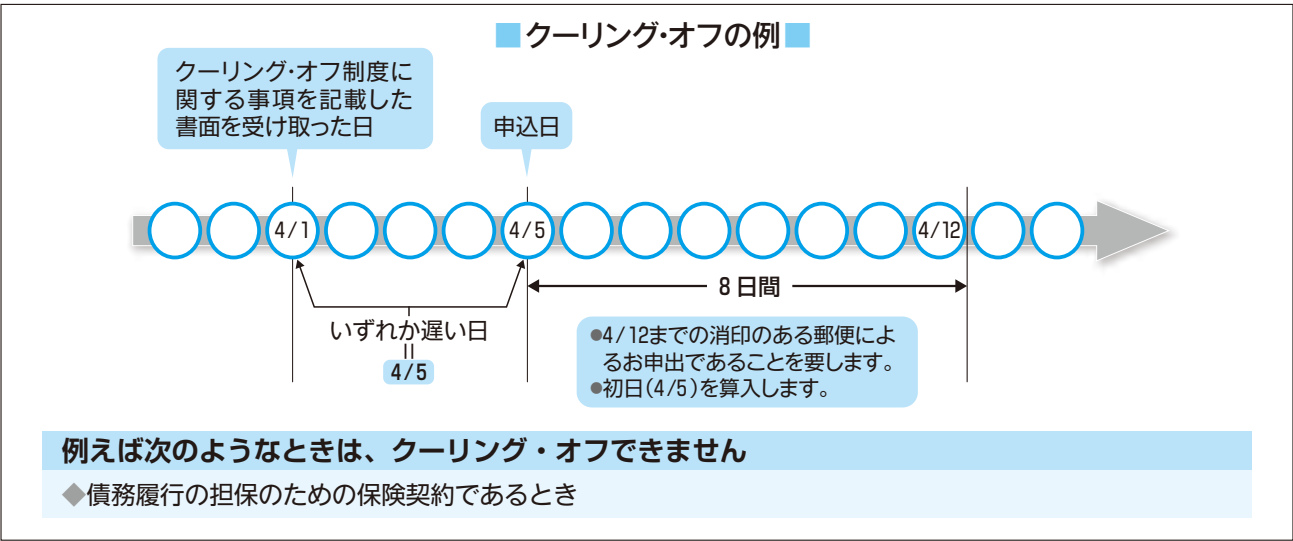 ■クーリング・オフの例■
クーリング・オフ制度に
関する事項を記載した
書面を受け取った日
申込日
4/1
4/5
4/12
8日間
いずれか遅い日
||
4/5
●4/12までの消印のある郵便によ
るお申出であることを要します。
●初日(4/5)を算入します。
例えば次のようなときは、クーリング・オフできません
◆債務履行の担保のための保険契約であるとき